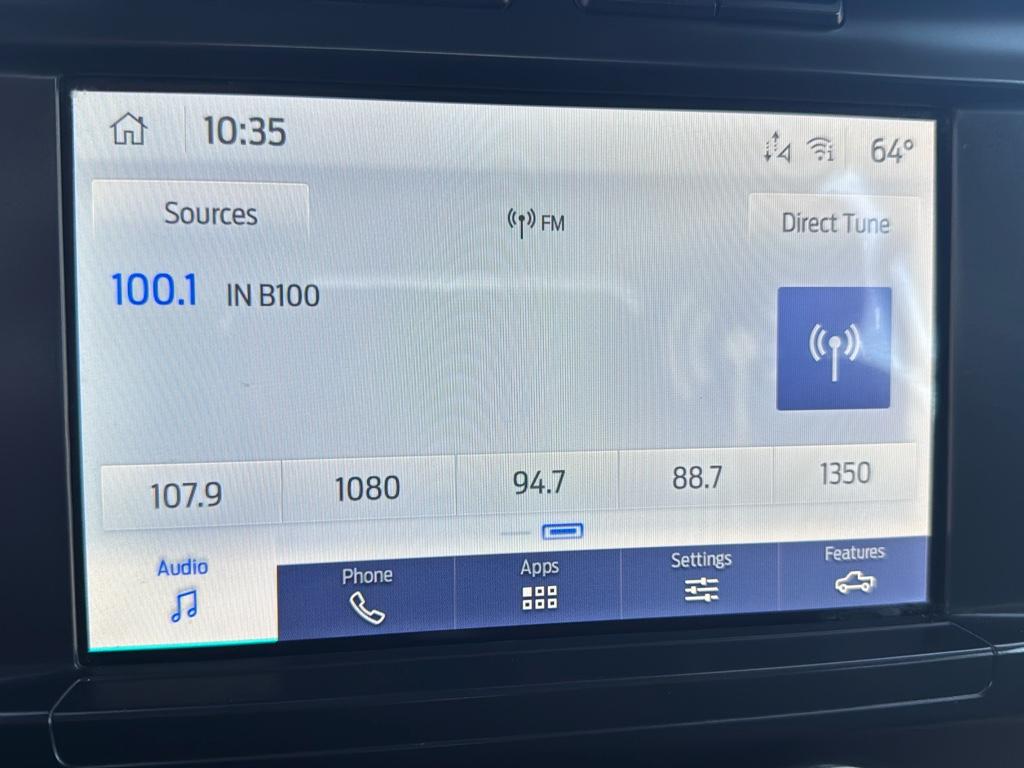 10:35 64°
Sources FM Direct Tune
100.1 IN B100
107.9 1080 94.7 88.7 1350
Audio Phone Apps Settings Features